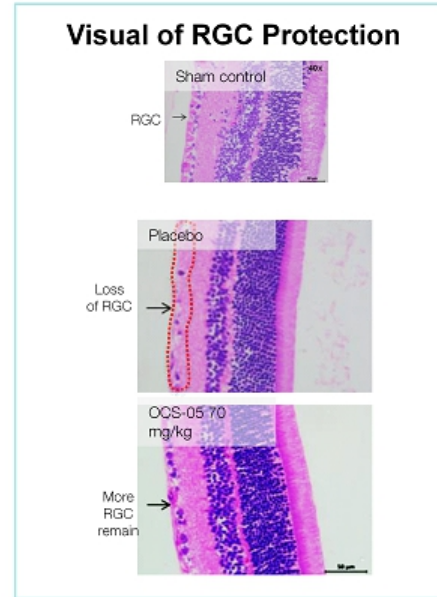 Visual of RGC Protection
Sham control
40x
RGC
Placebo
Loss
of RGC
OCS-05 70
mg/kg
More
RGC
remain
50 μm